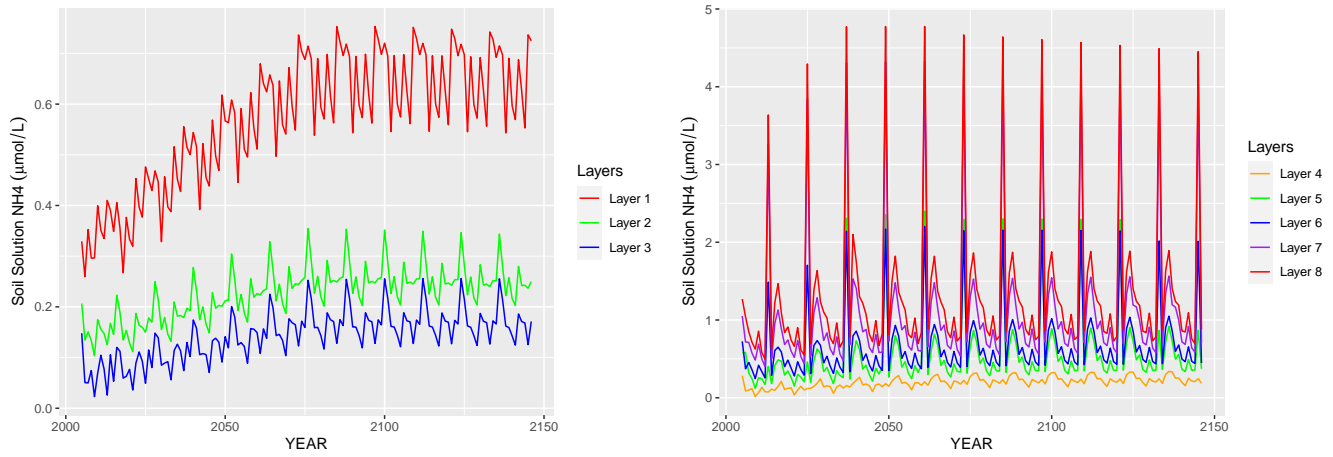 Soil Solution NH4 (μmol/L)
0.6
0.4
0.2
0.0
2000
2050
2100
2150
YEAR
Layers
Layer 1
Layer 2
Layer 3
Soil Solution NH4 (μmol/L)
5
4
3
2
1
0
2000
2050
2100
2150
YEAR
Layers
Layer 4
Layer 5
Layer 6
Layer 7
Layer 8